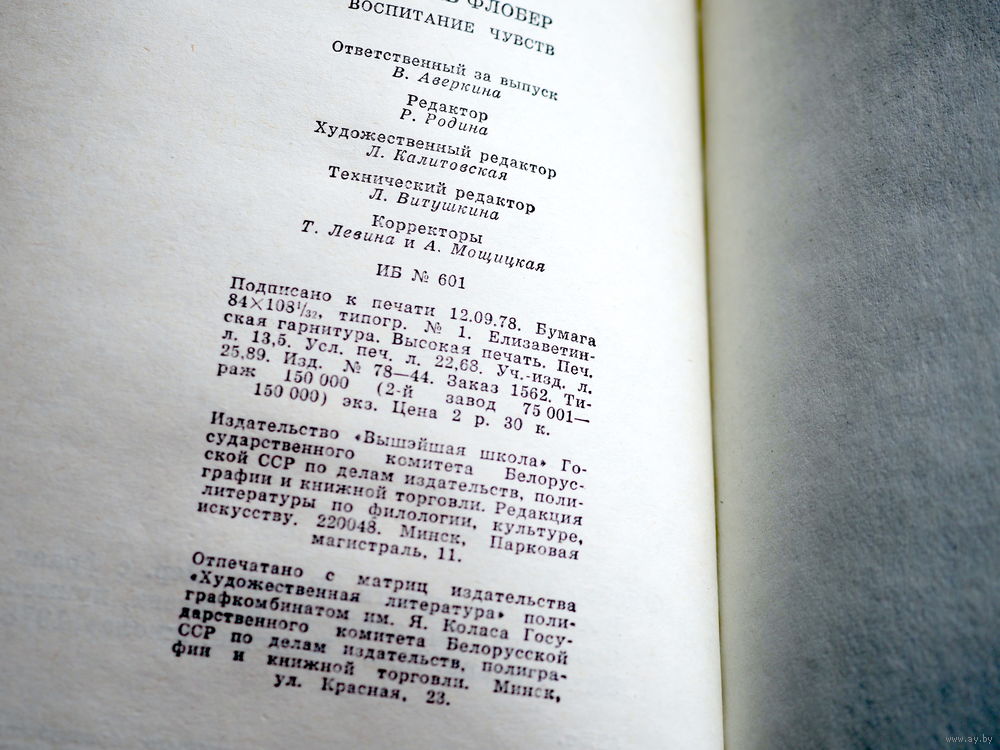 ФЛОБЕР
ВОСПИТАНИЕ ЧУВСТВ
Ответственный за выпуск
В. Аверкина
Редактор
Р. Родина
Художественный редактор
Л. Калитовская
Технический редактор
Л. Витушкина
Корректоры
Т. Левина и А. Мощицкая
ИБ № 601
Подписано к печати 12.09.78. Бумага
84×108¹/₃₂, типогр. № 1. Елизаветин-
ская гарнитура. Высокая печать. Печ.
л. 13,5. Усл. печ. л. 22,68. Уч.-изд. л.
25,89. Изд. № 78—44. Заказ 1562. Ти-
раж 150 000 (2-й завод 75 001—
150 000) экз. Цена 2 р. 30 к.
Издательство «Вышэйшая школа» Го-
сударственного комитета Белорус-
ской ССР по делам издательств, поли-
графии и книжной торговли. Редакция
литературы по филологии, культуре,
искусству. 220048. Минск, Парковая
магистраль, 11.
Отпечатано с матриц издательства
«Художественная литература» поли-
графкомбинатом им. Я. Коласа Госу-
дарственного комитета Белорусской
ССР по делам издательств, полигра-
фии и книжной торговли. Минск,
ул. Красная, 23.
www.ay.by